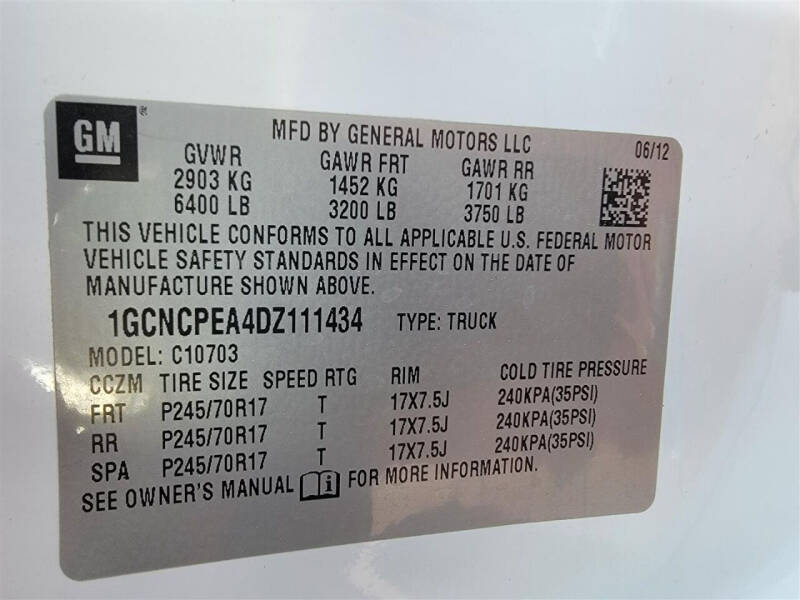 GM ®
MFD BY GENERAL MOTORS LLC 06/12
GVWR GAWR FRT GAWR RR
2903 KG 1452 KG 1701 KG
6400 LB 3200 LB 3750 LB
THIS VEHICLE CONFORMS TO ALL APPLICABLE U.S. FEDERAL MOTOR
VEHICLE SAFETY STANDARDS IN EFFECT ON THE DATE OF
MANUFACTURE SHOWN ABOVE.
1GCNCPEA4DZ111434 TYPE: TRUCK
MODEL: C10703
CCZM TIRE SIZE SPEED RTG RIM COLD TIRE PRESSURE
FRT P245/70R17 T 17X7.5J 240KPA(35PSI)
RR P245/70R17 T 17X7.5J 240KPA(35PSI)
SPA P245/70R17 T 17X7.5J 240KPA(35PSI)
SEE OWNER'S MANUAL FOR MORE INFORMATION.